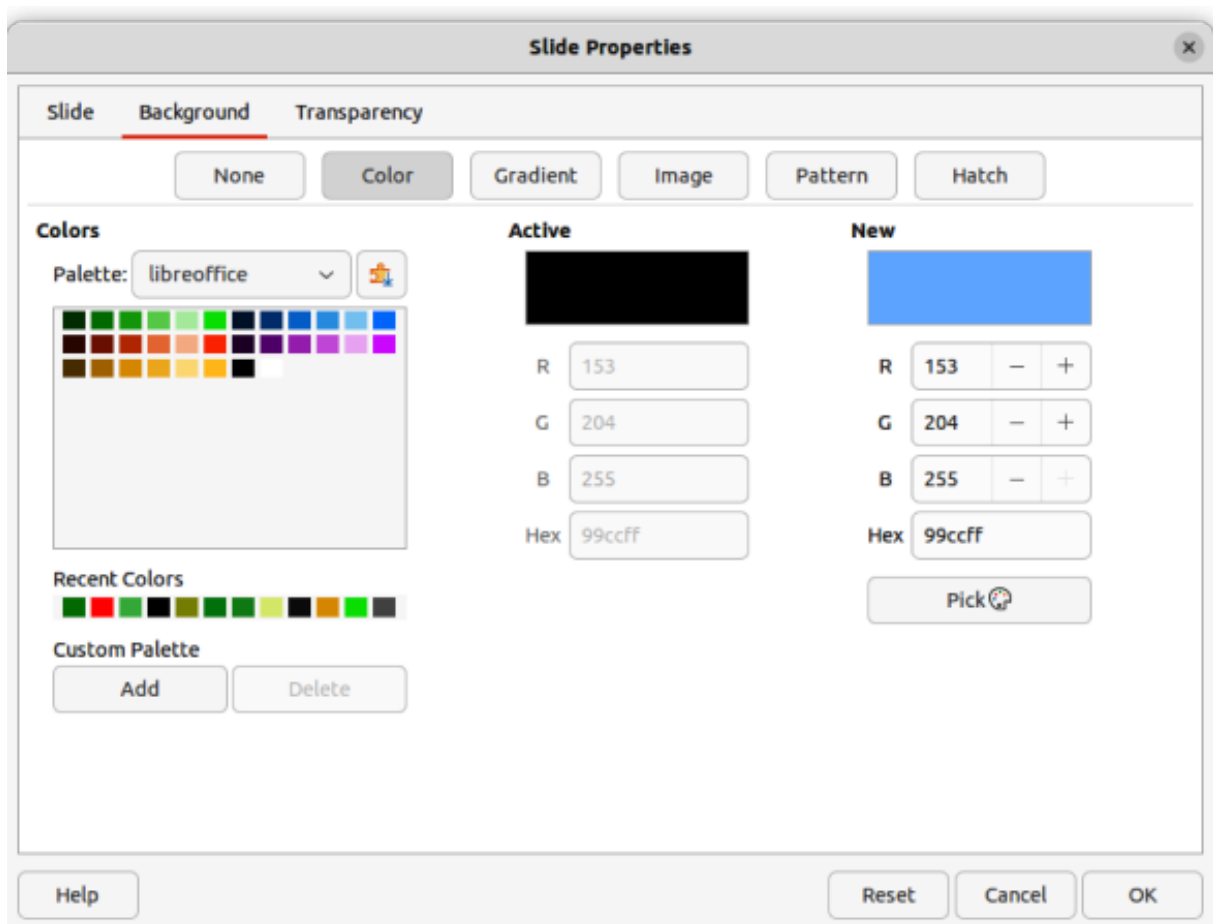 Slide Properties
Slide Background Transparency
None Color Gradient Image Pattern Hatch
Colors Active New
Palette: libreoffice
R 153 R 153
G 204 G 204
B 255 B 255
Hex 99ccff Hex 99ccff
Recent Colors
Pick
Custom Palette
Add Delete
Help Reset Cancel OK